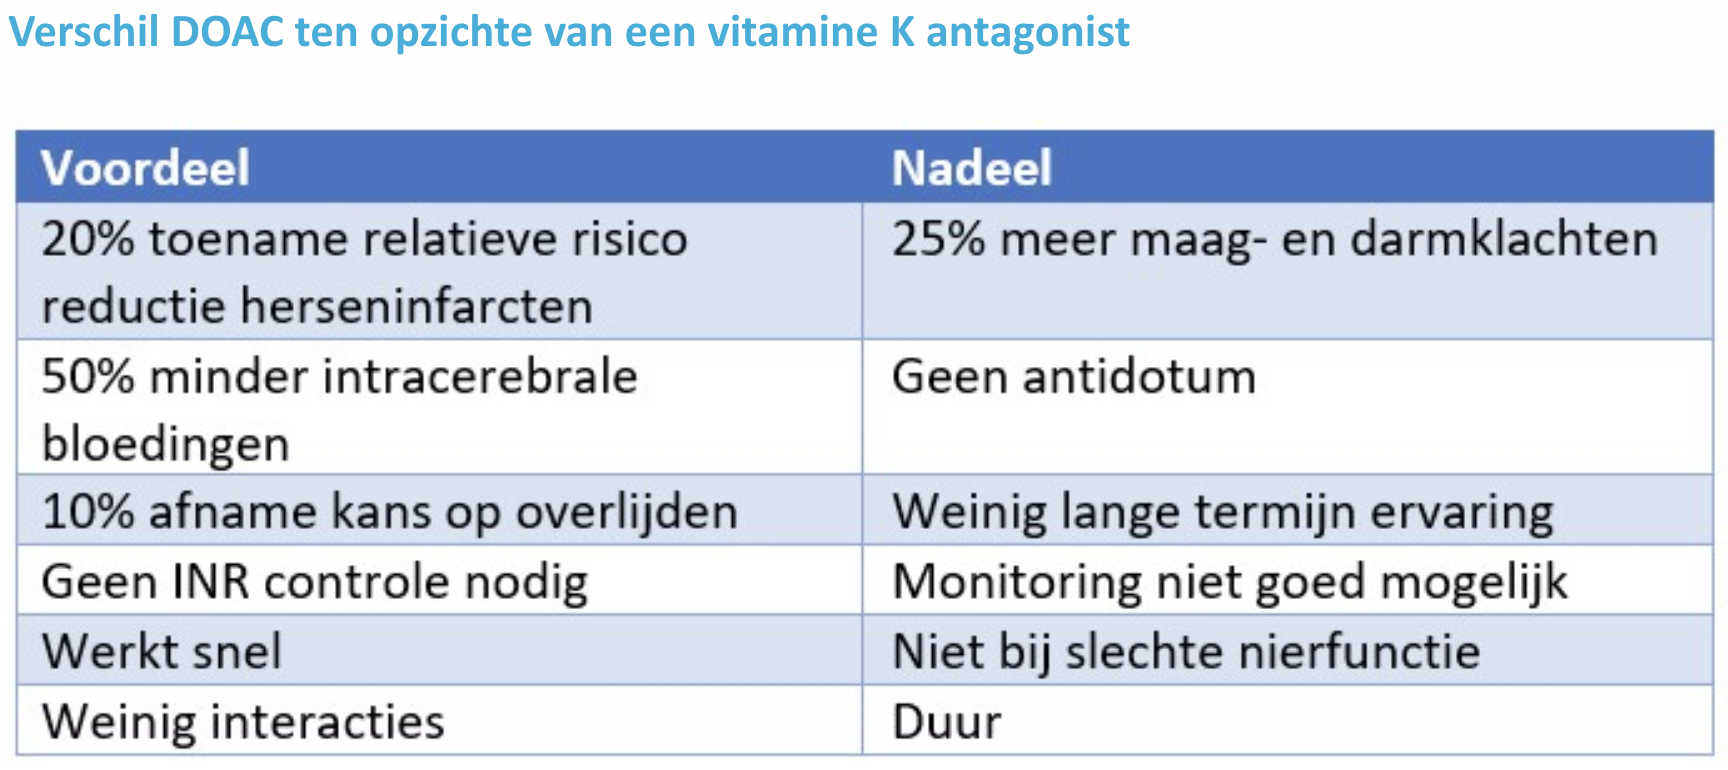 Verschil DOAC ten opzichte van een vitamine K antagonist
Voordeel
Nadeel
20% toename relatieve risico
reductie herseninfarcten
25% meer maag- en darmklachten
50% minder intracerebrale
bloedingen
Geen antidotum
10% afname kans op overlijden
Weinig lange termijn ervaring
Geen INR controle nodig
Monitoring niet goed mogelijk
Werkt snel
Niet bij slechte nierfunctie
Weinig interacties
Duur